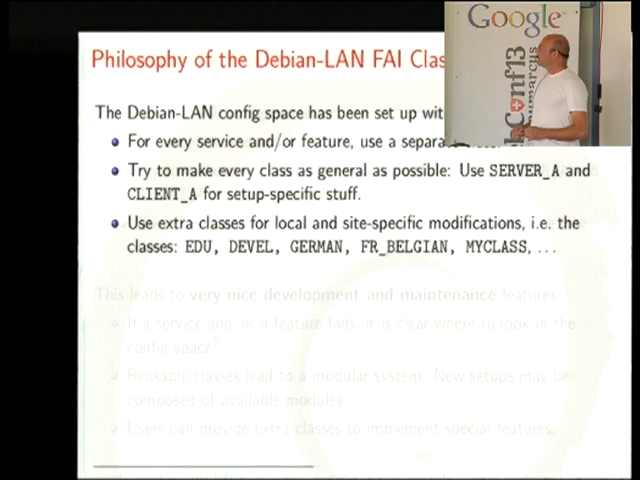 Philosophy of the Debian-LAN FAI Clas
Google
Conf13
The Debian-LAN config space has been set up wit
For every service and/or feature, use a separa
Try to make every class as general as possible: Use SERVER_A and
CLIENT_A for setup-specific stuff.
Use extra classes for local and site-specific modifications, i.e. the
classes: EDU, DEVEL, GERMAN, FR_BELGIAN, MYCLASS, ...
This leads to very nice development and maintenance features
If a service and/or a feature fails, it is clear where to look in the
config space
Reusable classes lead to a modular system: New setups may be
composed of available modules
Users can provide extra classes to implement special features.